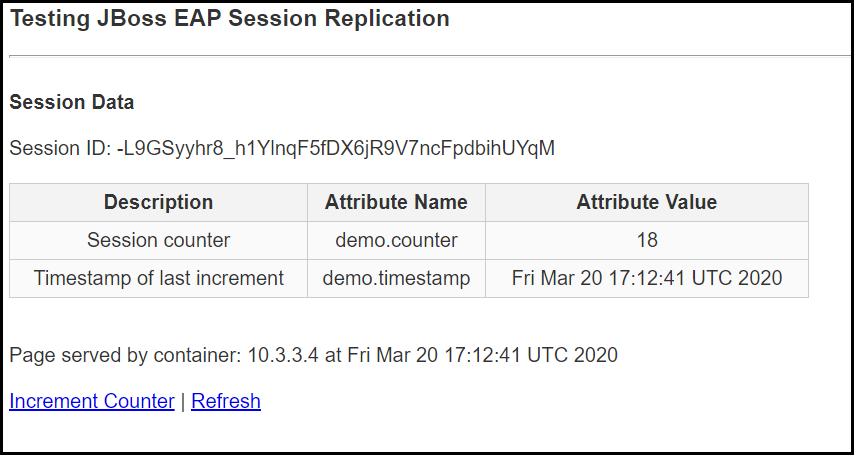 Testing JBoss EAP Session Replication
Session Data
Session ID: -L9GSyyhr8_h1YlnqF5fDX6jR9V7ncFpdbihUYqM
Description Attribute Name Attribute Value
Session counter demo.counter 18
Timestamp of last increment demo.timestamp Fri Mar 20 17:12:41 UTC 2020
Page served by container: 10.3.3.4 at Fri Mar 20 17:12:41 UTC 2020
Increment Counter | Refresh